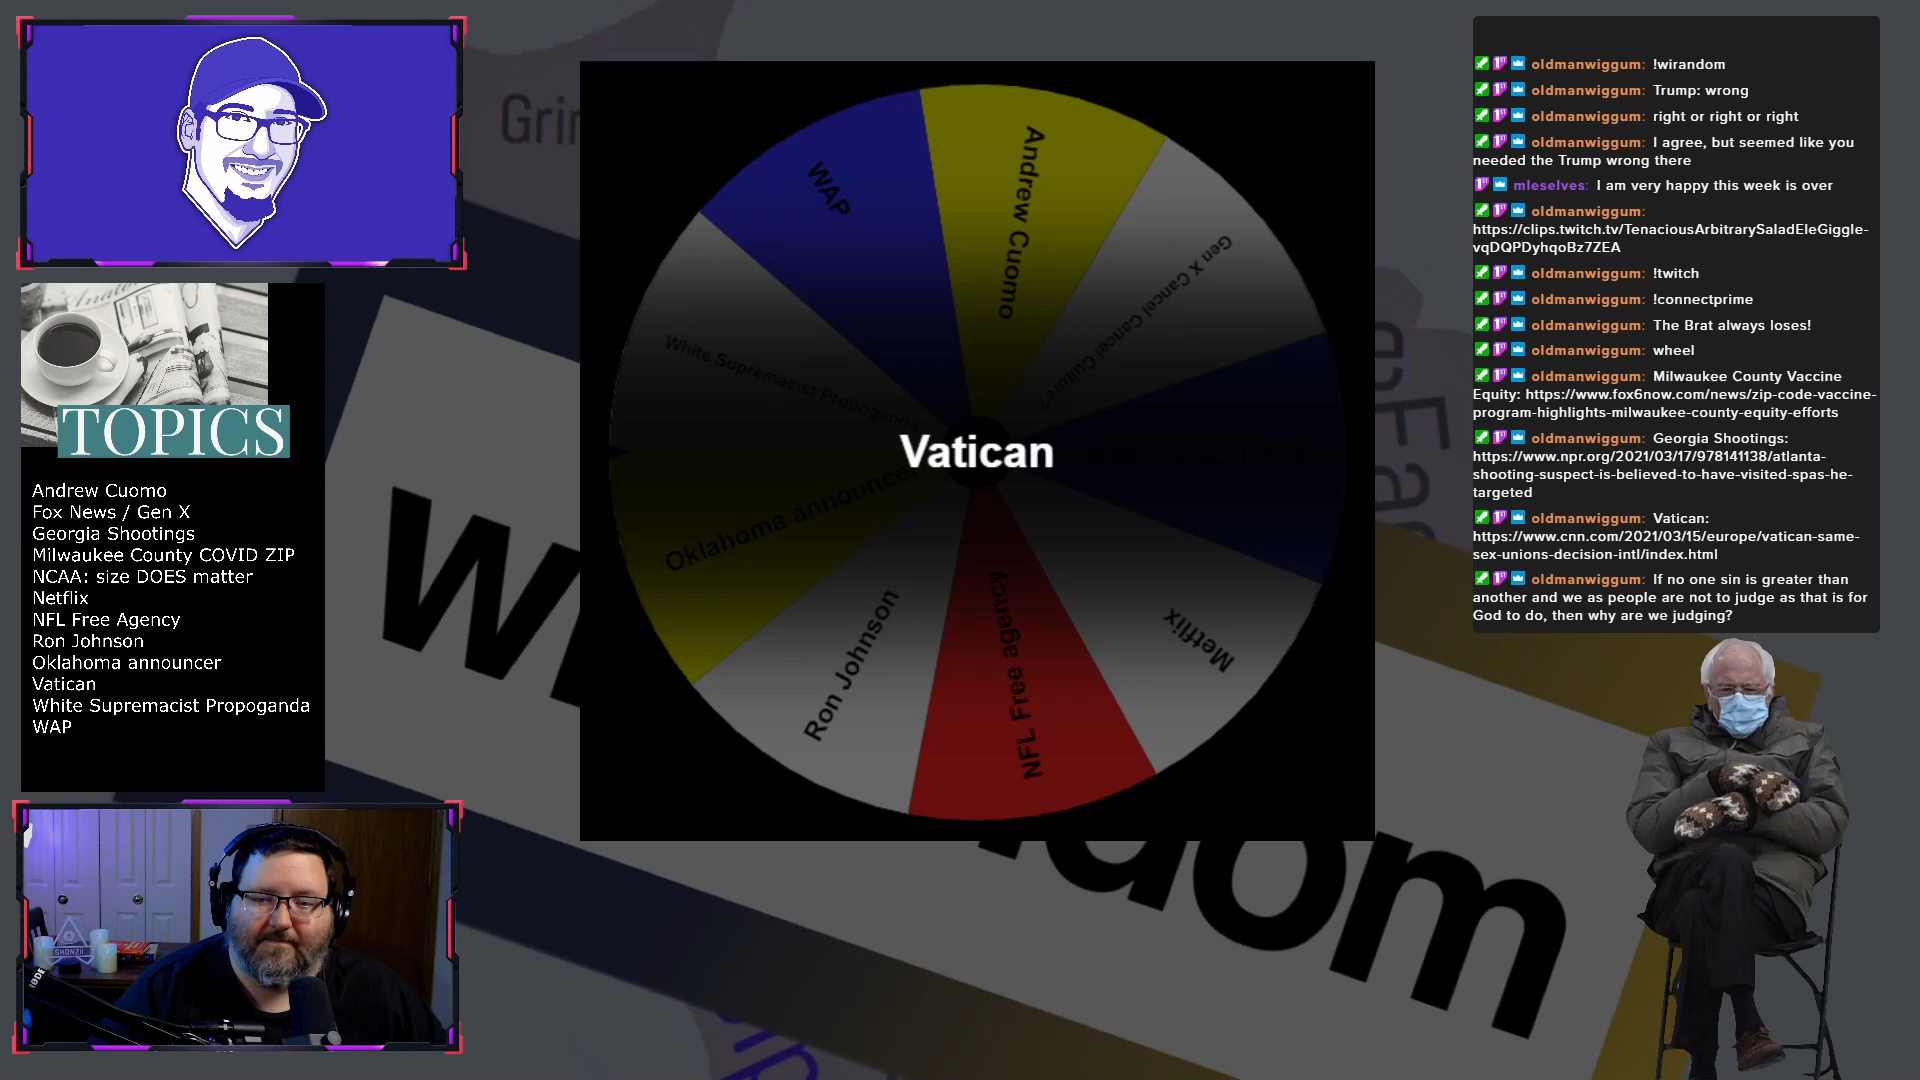 TOPICS
Andrew Cuomo
Fox News / Gen X
Georgia Shootings
Milwaukee County COVID ZIP
NCAA: size DOES matter
Netflix
NFL Free Agency
Ron Johnson
Oklahoma announcer
Vatican
White Supremacist Propoganda
WAP
SHONZII
RØDE
Grin
WAP
Andrew Cuomo
Gen X Cancel Cancel Culture?
White Supremacist Propoganda
Vatican
Oklahoma announcer
Ron Johnson
NFL Free agency
Metflix
oldmanwiggum: !wirandom
oldmanwiggum: Trump: wrong
oldmanwiggum: right or right or right
oldmanwiggum: I agree, but seemed like you
needed the Trump wrong there
mleselves: I am very happy this week is over
oldmanwiggum:
https://clips.twitch.tv/TenaciousArbitrarySaladEleGiggle-
vqDQPDyhqoBz7ZEA
oldmanwiggum: !twitch
oldmanwiggum: !connectprime
oldmanwiggum: The Brat always loses!
oldmanwiggum: wheel
oldmanwiggum: Milwaukee County Vaccine
Equity: https://www.fox6now.com/news/zip-code-vaccine-
program-highlights-milwaukee-county-equity-efforts
oldmanwiggum: Georgia Shootings:
https://www.npr.org/2021/03/17/978141138/atlanta-
shooting-suspect-is-believed-to-have-visited-spas-he-
targeted
oldmanwiggum: Vatican:
https://www.cnn.com/2021/03/15/europe/vatican-same-
sex-unions-decision-intl/index.html
oldmanwiggum: If no one sin is greater than
another and we as people are not to judge as that is for
God to do, then why are we judging?